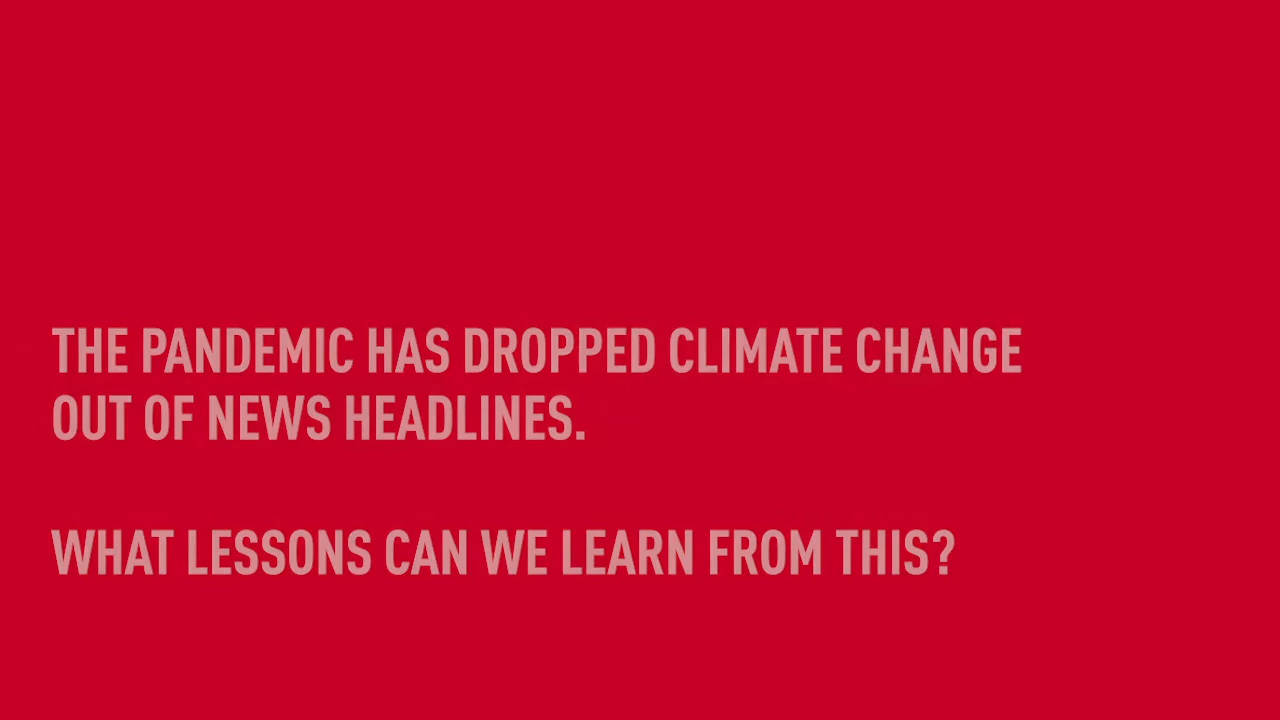 THE PANDEMIC HAS DROPPED CLIMATE CHANGE
OUT OF NEWS HEADLINES.
WHAT LESSONS CAN WE LEARN FROM THIS?